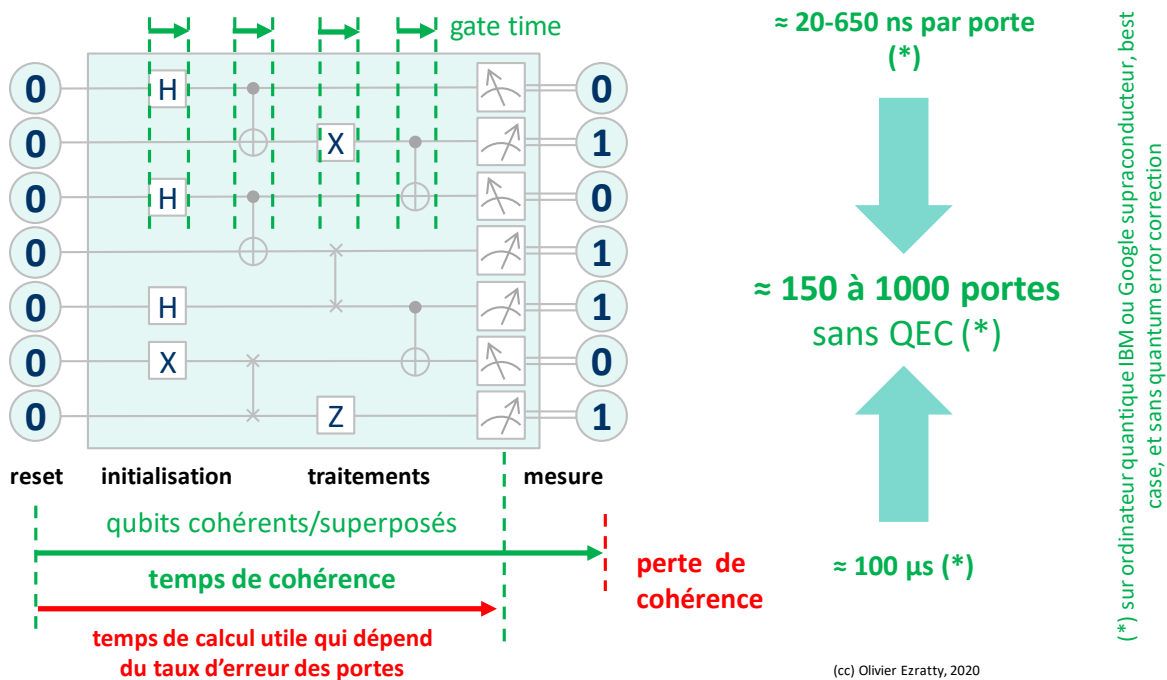 gate time
0 H 0
0 X 1
0 H 0
0 1
0 H 1
0 X 0
0 Z 1
reset initialisation traitements mesure
qubits cohérents/superposés
temps de cohérence
perte de
cohérence
temps de calcul utile qui dépend
du taux d’erreur des portes
≈ 20-650 ns par porte
(*)
≈ 150 à 1000 portes
sans QEC (*)
≈ 100 µs (*)
(*) sur ordinateur quantique IBM ou Google supraconducteur, best
case, et sans quantum error correction
(cc) Olivier Ezratty, 2020